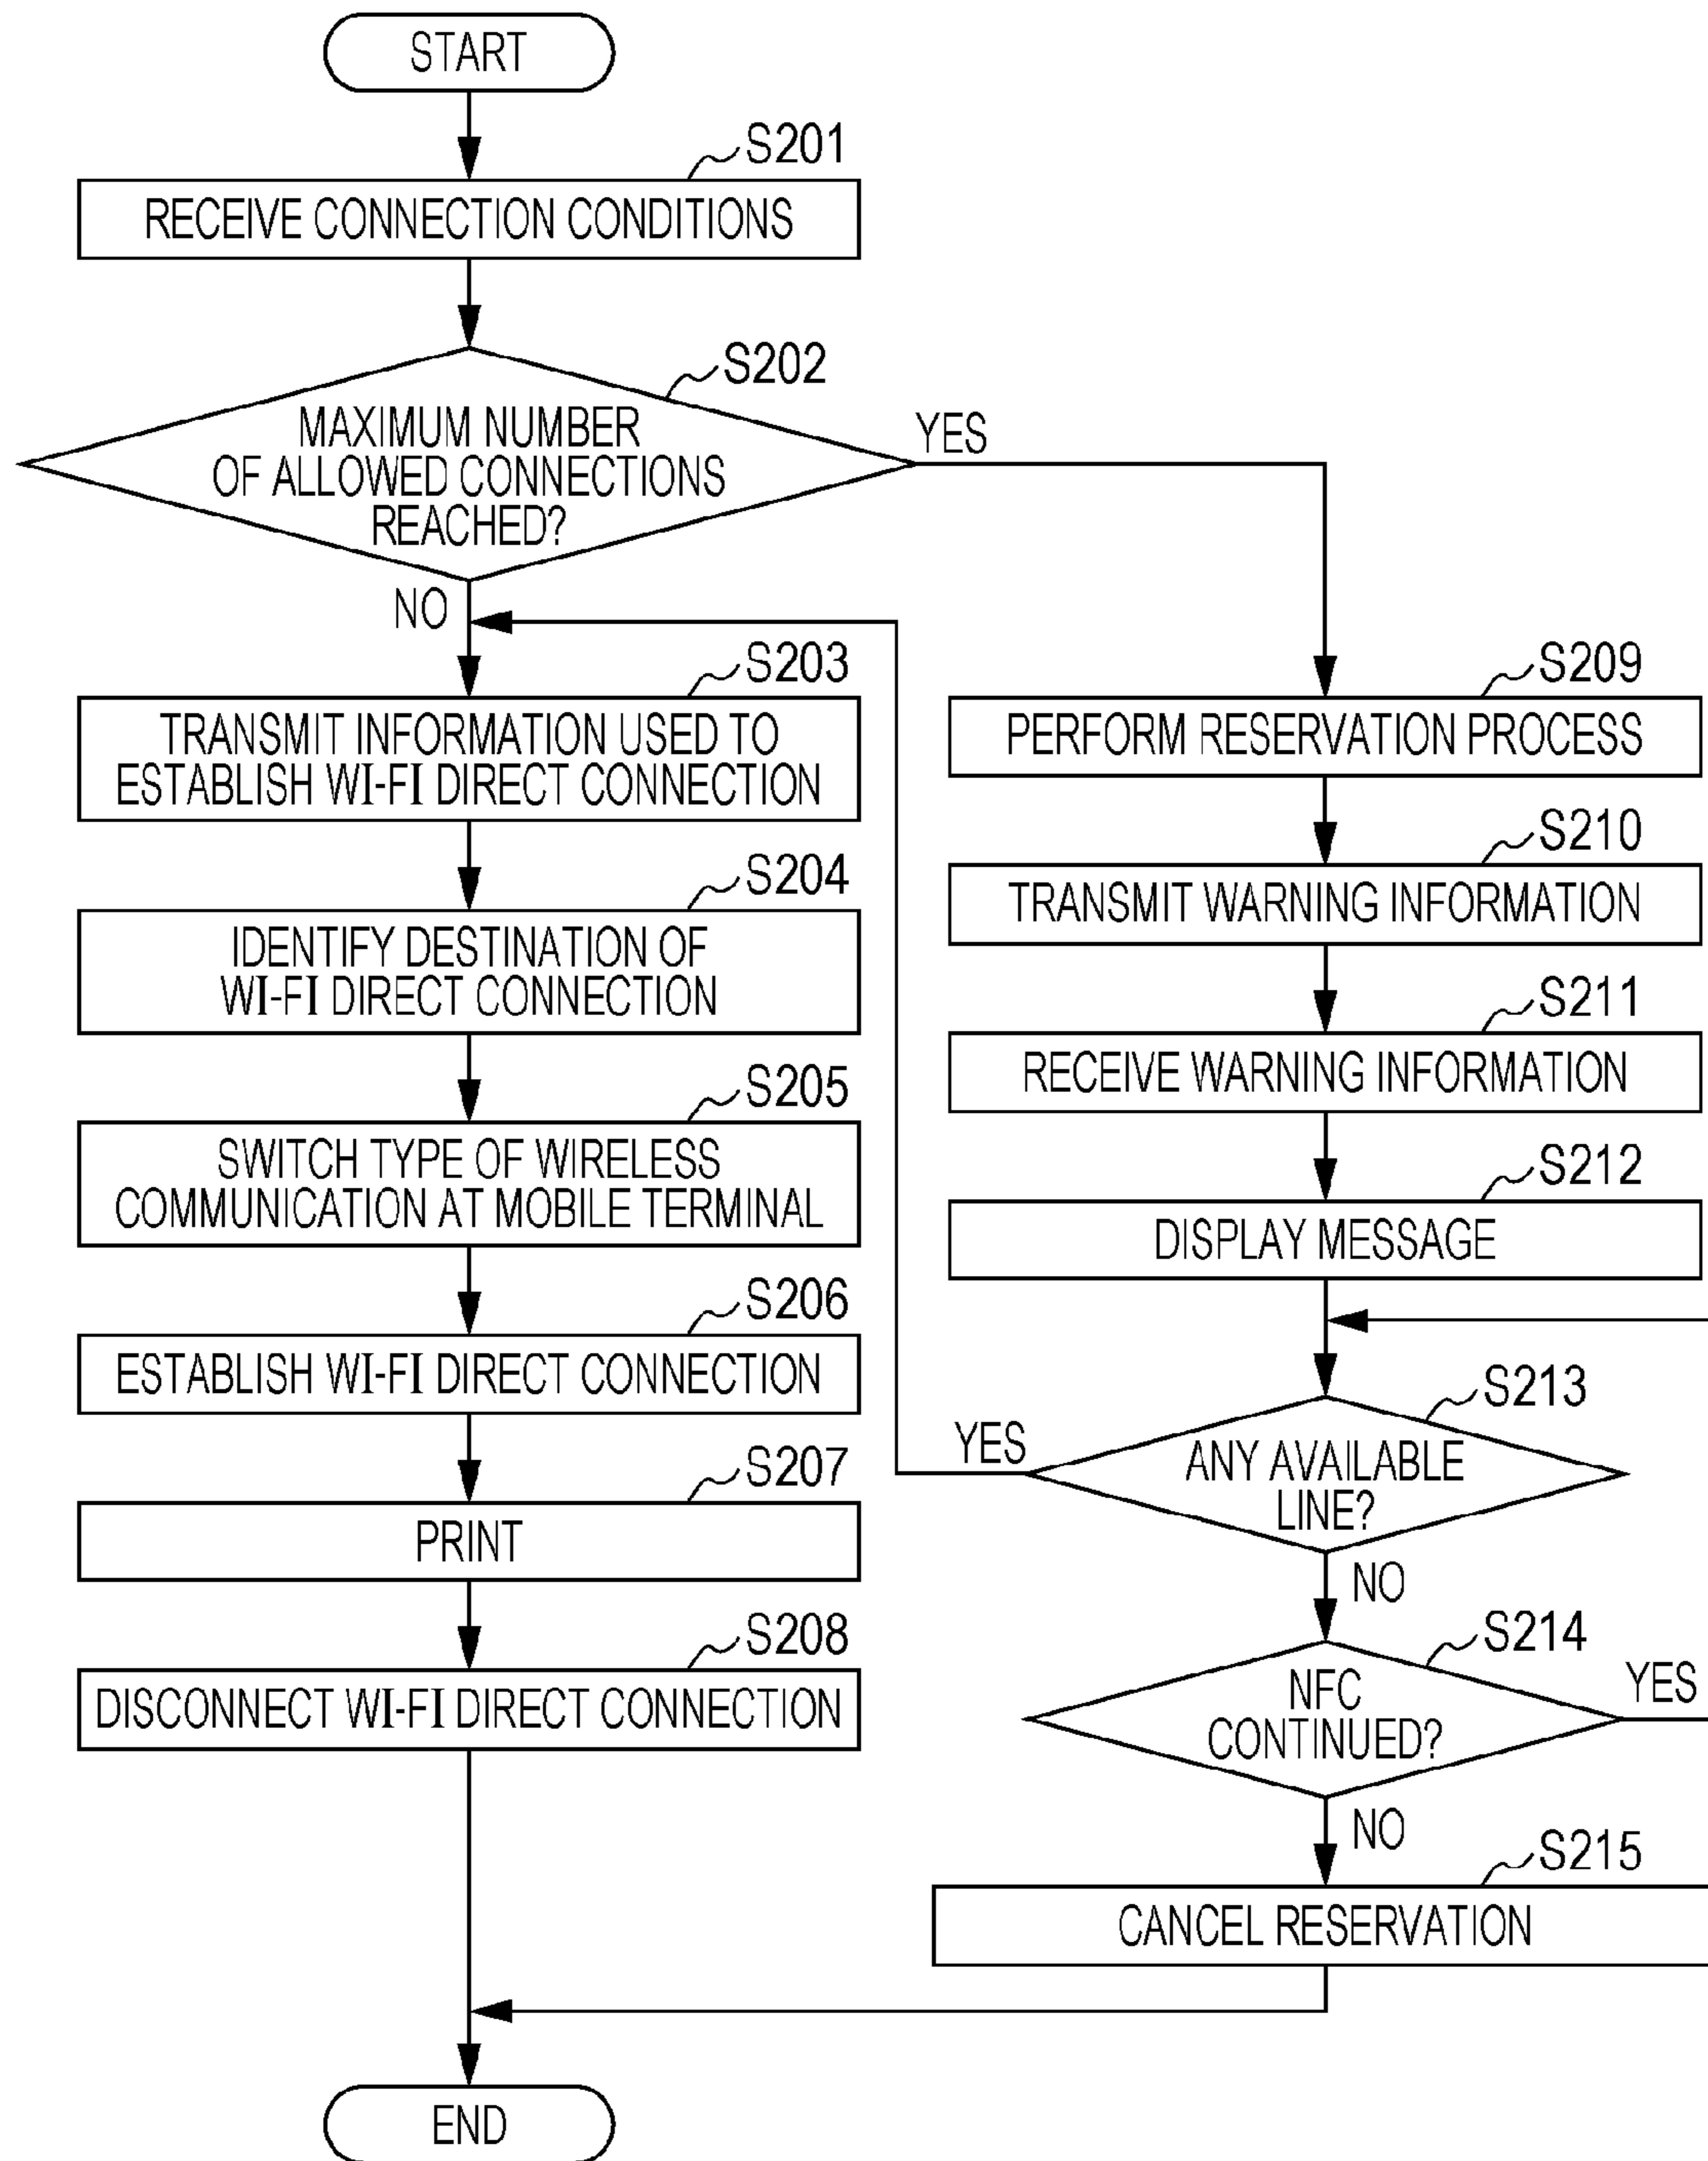 START
S201
RECEIVE CONNECTION CONDITIONS
S202
MAXIMUM NUMBER
OF ALLOWED CONNECTIONS
REACHED?
YES
NO
S203
TRANSMIT INFORMATION USED TO
ESTABLISH WI-FI DIRECT CONNECTION
S204
IDENTIFY DESTINATION OF
WI-FI DIRECT CONNECTION
S205
SWITCH TYPE OF WIRELESS
COMMUNICATION AT MOBILE TERMINAL
S206
ESTABLISH WI-FI DIRECT CONNECTION
S207
PRINT
S208
DISCONNECT WI-FI DIRECT CONNECTION
S209
PERFORM RESERVATION PROCESS
S210
TRANSMIT WARNING INFORMATION
S211
RECEIVE WARNING INFORMATION
S212
DISPLAY MESSAGE
S213
YES
ANY AVAILABLE
LINE?
NO
S214
YES
NFC
CONTINUED?
NO
S215
CANCEL RESERVATION
END